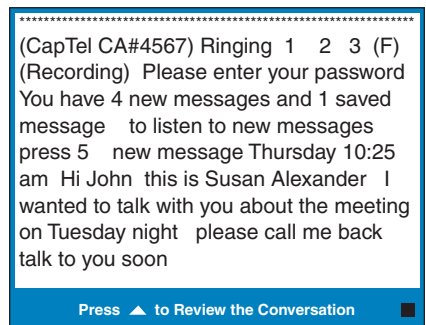 ************************************************************************
(CapTel CA#4567) Ringing 1 2 3 (F)
(Recording) Please enter your password
You have 4 new messages and 1 saved
message to listen to new messages
press 5 new message Thursday 10:25
am Hi John this is Susan Alexander I
wanted to talk with you about the meeting
on Tuesday night please call me back
talk to you soon
Press ▲ to Review the Conversation